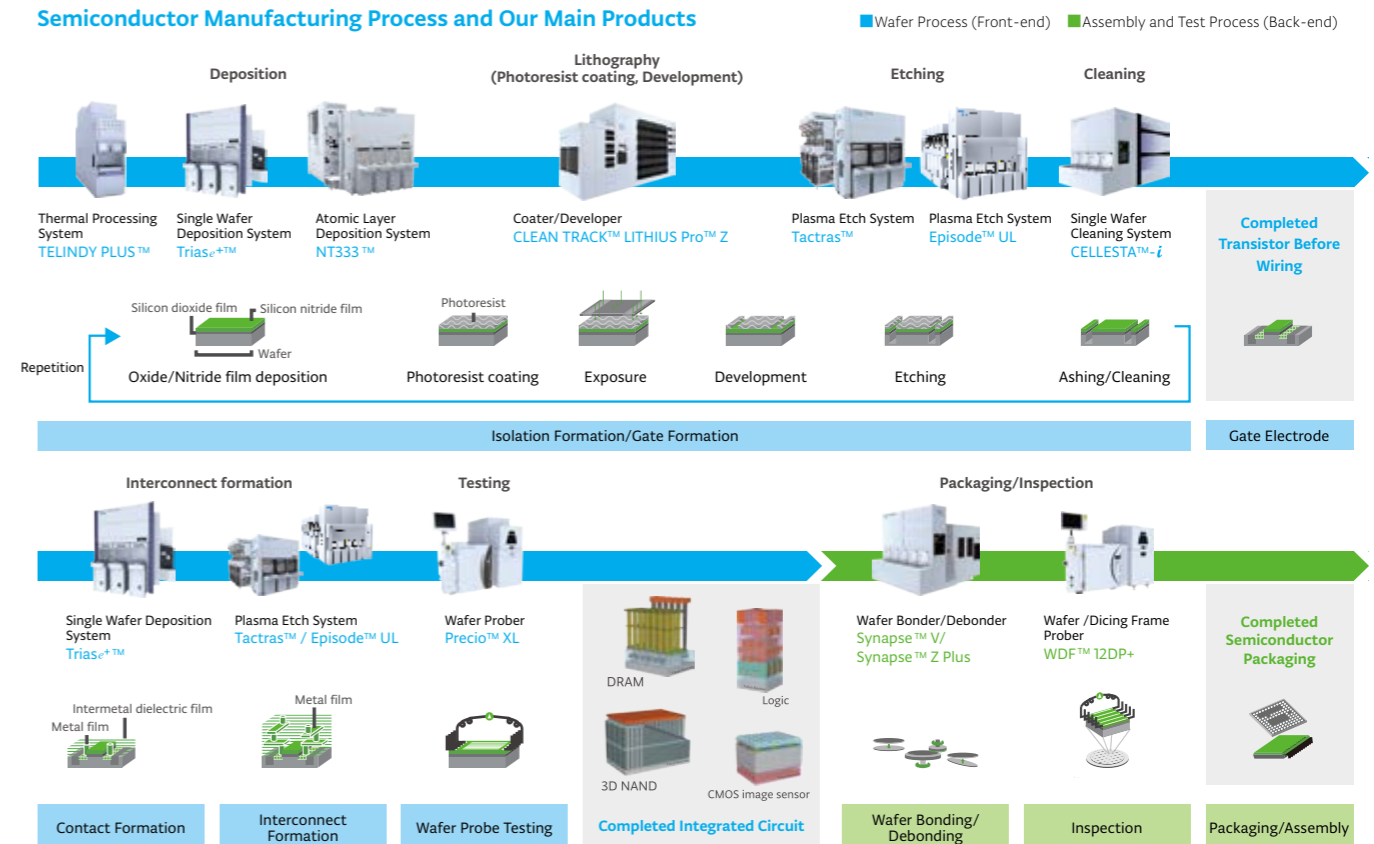 Semiconductor Manufacturing Process and Our Main Products
Wafer Process (Front-end)
Assembly and Test Process (Back-end)
Deposition
Lithography
(Photoresist coating, Development)
Etching
Cleaning
Thermal Processing
System
TELINDY PLUS™
Single Wafer
Deposition System
Triase+™
Atomic Layer
Deposition System
NT333™
Coater/Developer
CLEAN TRACK™ LITHIUS Pro™ Z
Plasma Etch System
Tactras™
Plasma Etch System
Episode™ UL
Single Wafer
Cleaning System
CELLESTA™-i
Completed
Transistor Before
Wiring
Silicon dioxide film
Silicon nitride film
Wafer
Photoresist
Repetition
Oxide/Nitride film deposition
Photoresist coating
Exposure
Development
Etching
Ashing/Cleaning
Isolation Formation/Gate Formation
Gate Electrode
Interconnect formation
Testing
Packaging/Inspection
Single Wafer Deposition
System
Triase+™
Plasma Etch System
Tactras™ / Episode™ UL
Wafer Prober
Precio™ XL
DRAM
Logic
3D NAND
CMOS image sensor
Wafer Bonder/Debonder
Synapse™ V/
Synapse™ Z Plus
Wafer /Dicing Frame
Prober
WDF™ 12DP+
Completed
Semiconductor
Packaging
Intermetal dielectric film
Metal film
Metal film
Contact Formation
Interconnect
Formation
Wafer Probe Testing
Completed Integrated Circuit
Wafer Bonding/
Debonding
Inspection
Packaging/Assembly